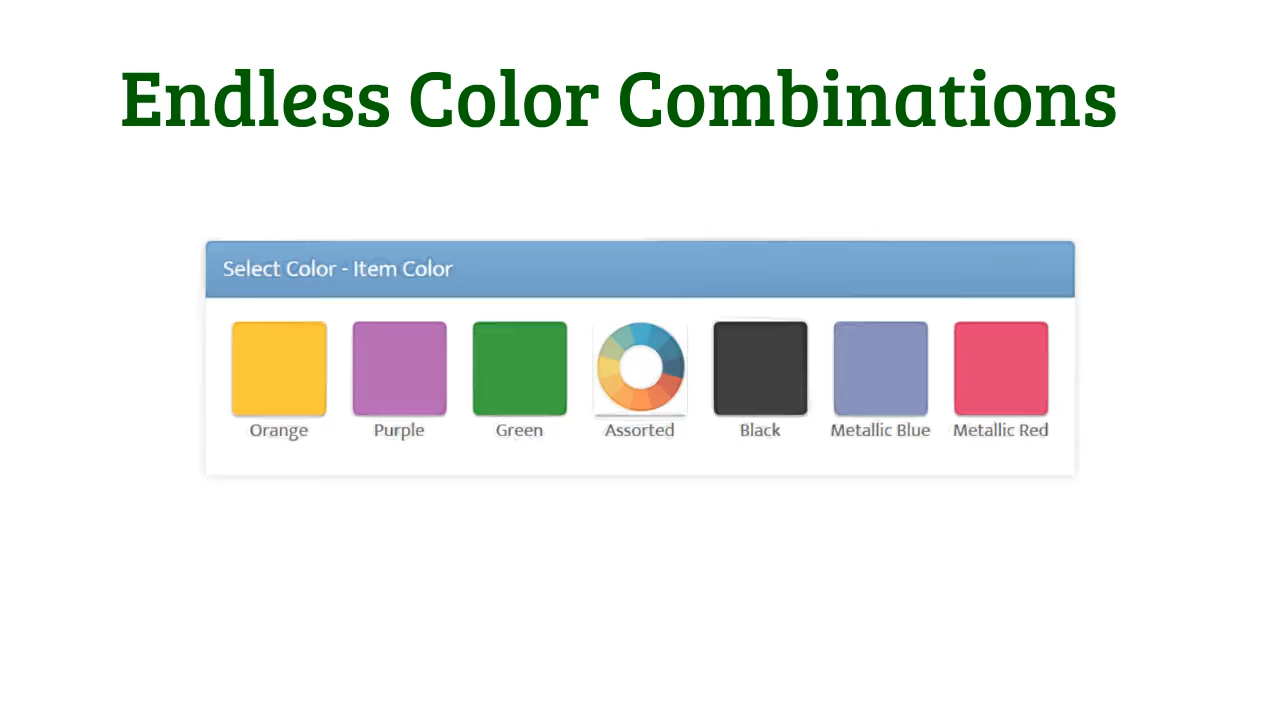 Endless Color Combinations
Select Color - Item Color
Orange
Purple
Green
Assorted
Black
Metallic Blue
Metallic Red